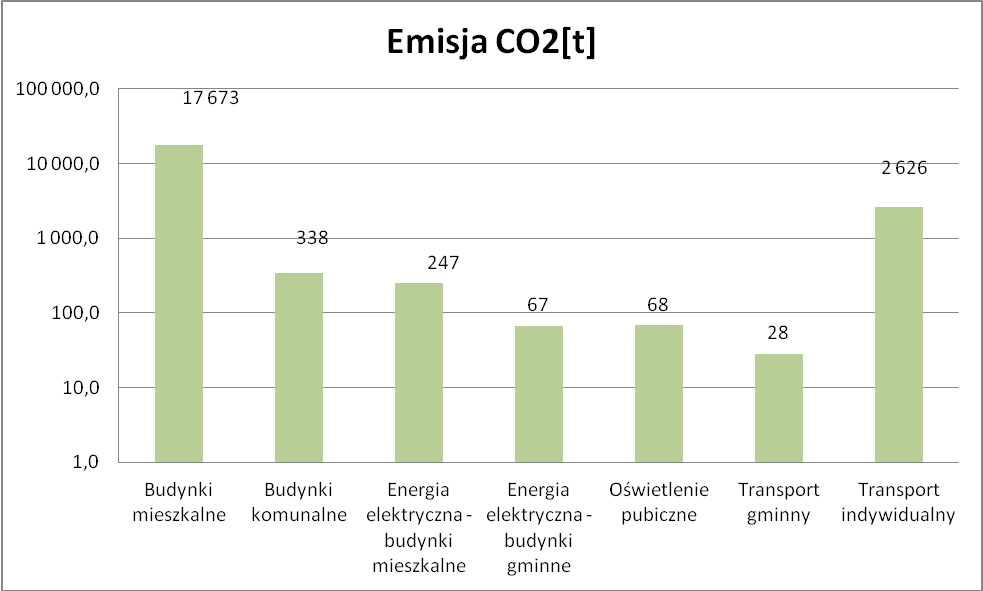 Emisja CO2[t]
100 000,0
10 000,0
1 000,0
100,0
10,0
1,0
17 673
338
247
67
68
28
2 626
Budynki
mieszkalne
Budynki
komunalne
Energia
elektryczna -
budynki
mieszkalne
Energia
elektryczna -
budynki
gminne
Oświetlenie
pubiczne
Transport
gminny
Transport
indywidualny